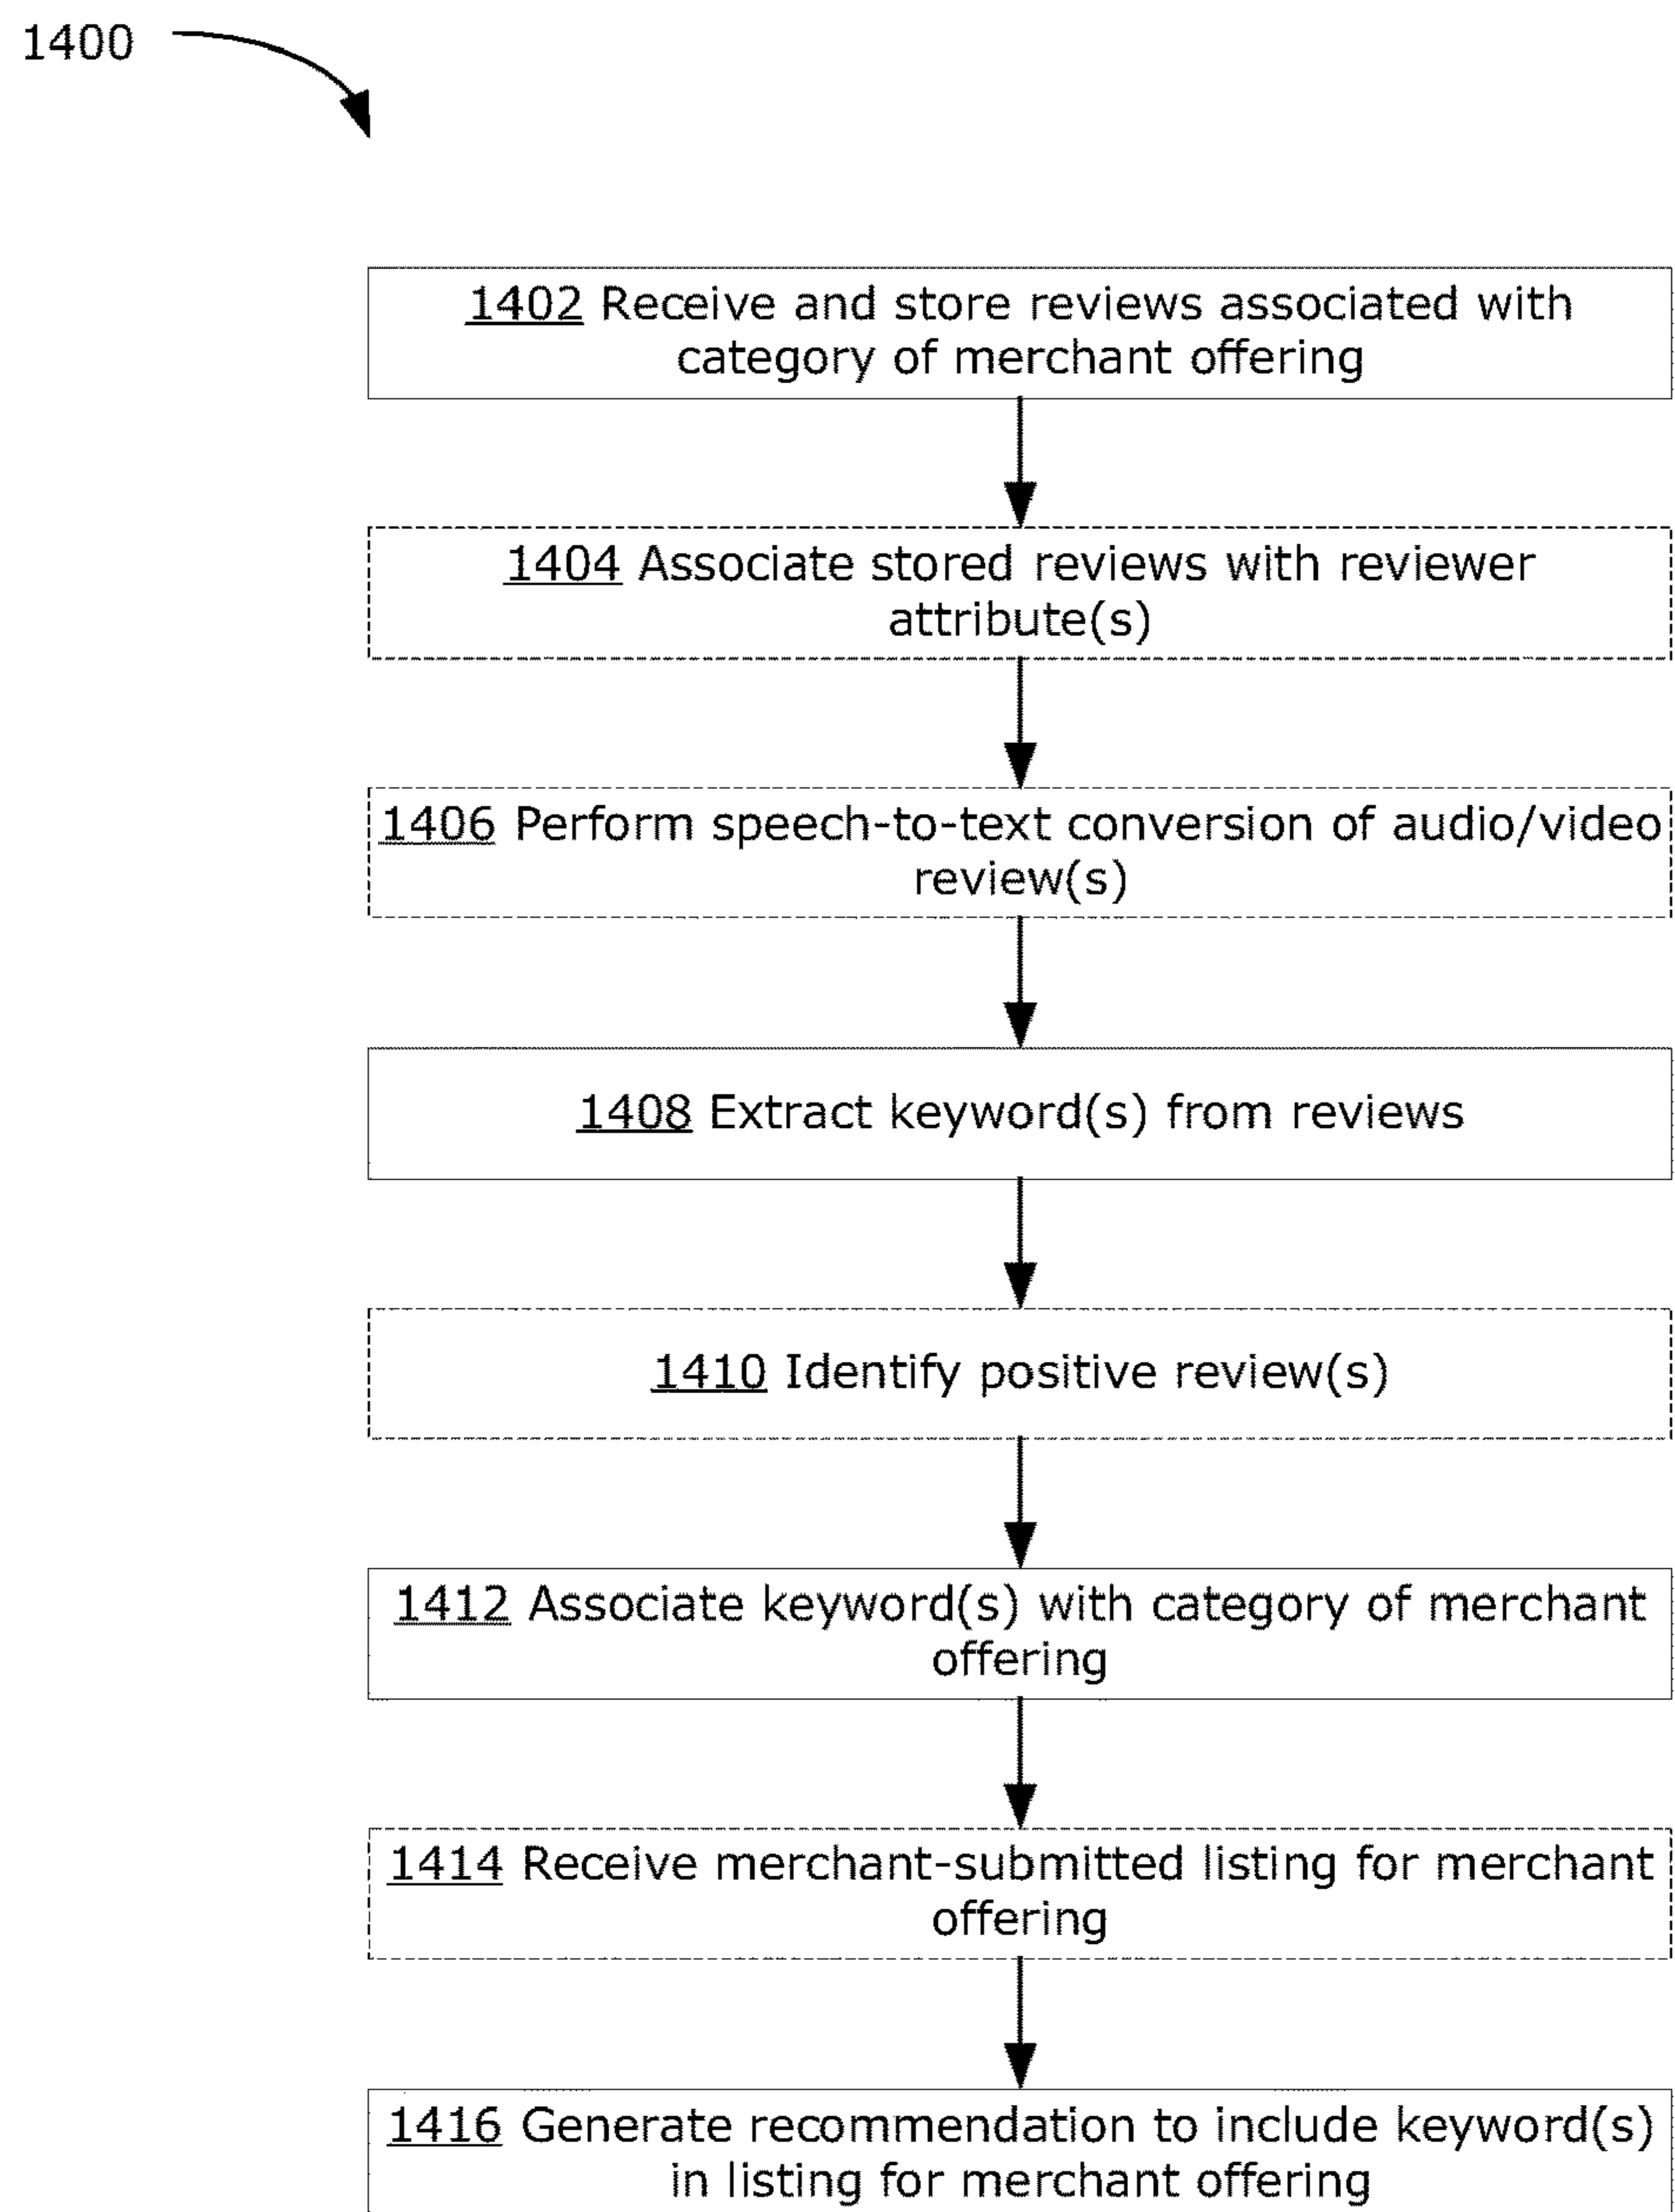 1400
1402 Receive and store reviews associated with
category of merchant offering
1404 Associate stored reviews with reviewer
attribute(s)
1406 Perform speech-to-text conversion of audio/video
review(s)
1408 Extract keyword(s) from reviews
1410 Identify positive review(s)
1412 Associate keyword(s) with category of merchant
offering
1414 Receive merchant-submitted listing for merchant
offering
1416 Generate recommendation to include keyword(s)
in listing for merchant offering